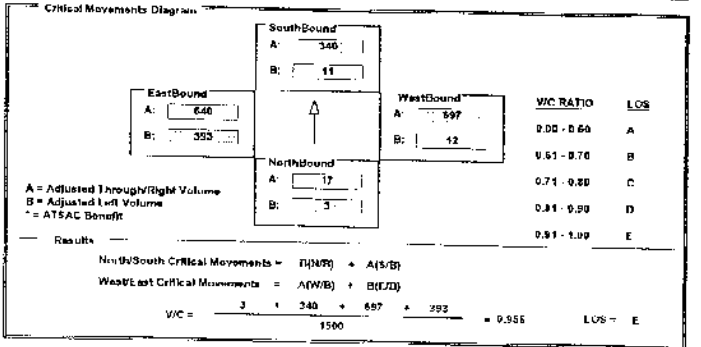 Critical Movements Diagram
SouthBound
A: 340
B: 11
EastBound
A: 640
B: 393
WestBound
A: 697
B: 12
NorthBound
A: 17
B: 3
A = Adjusted Through/Right Volume
B = Adjusted Left Volume
* = ATSAC Benefit
V/C RATIO LOS
0.00 - 0.60 A
0.61 - 0.70 B
0.71 - 0.80 C
0.81 - 0.90 D
0.91 - 1.00 E
Results
North/South Critical Movements = B(N/B) + A(S/B)
West/East Critical Movements = A(W/B) + B(E/B)
V/C = 3 + 340 + 697 + 393
1500
= 0.955 LOS = E